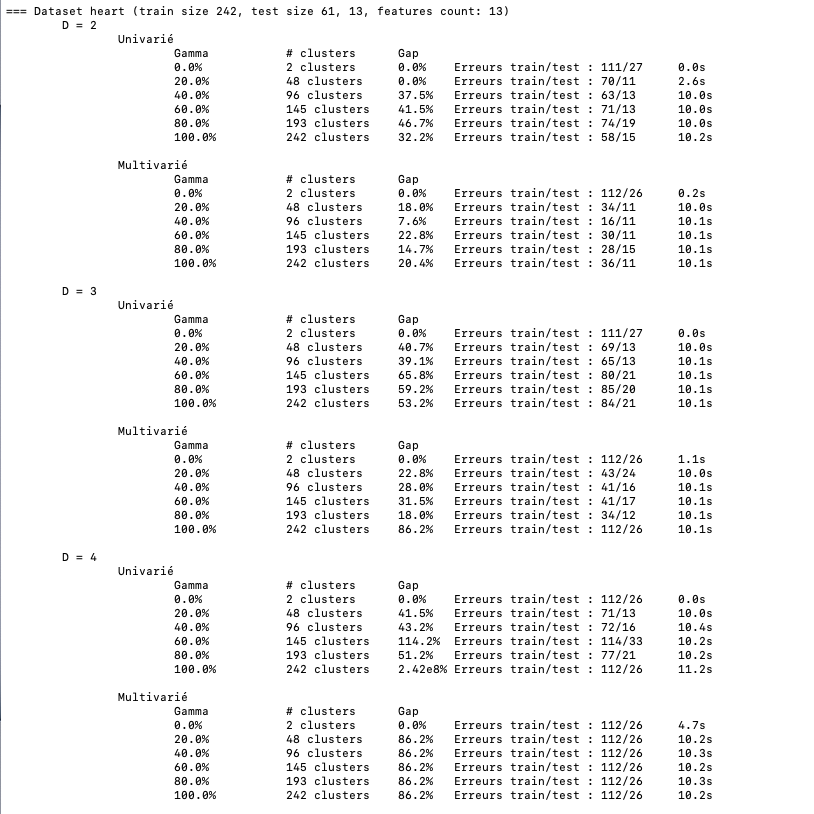 === Dataset heart (train size 242, test size 61, 13, features count: 13)
D = 2
Univarié
Gamma # clusters Gap
0.0% 2 clusters 0.0% Erreurs train/test : 111/27 0.0s
20.0% 48 clusters 0.0% Erreurs train/test : 70/11 2.6s
40.0% 96 clusters 37.5% Erreurs train/test : 63/13 10.0s
60.0% 145 clusters 41.5% Erreurs train/test : 71/13 10.0s
80.0% 193 clusters 46.7% Erreurs train/test : 74/19 10.0s
100.0% 242 clusters 32.2% Erreurs train/test : 58/15 10.2s
Multivarié
Gamma # clusters Gap
0.0% 2 clusters 0.0% Erreurs train/test : 112/26 0.2s
20.0% 48 clusters 18.0% Erreurs train/test : 34/11 10.0s
40.0% 96 clusters 7.6% Erreurs train/test : 16/11 10.1s
60.0% 145 clusters 22.8% Erreurs train/test : 30/11 10.1s
80.0% 193 clusters 14.7% Erreurs train/test : 28/15 10.1s
100.0% 242 clusters 20.4% Erreurs train/test : 36/11 10.1s
D = 3
Univarié
Gamma # clusters Gap
0.0% 2 clusters 0.0% Erreurs train/test : 111/27 0.0s
20.0% 48 clusters 40.7% Erreurs train/test : 69/13 10.0s
40.0% 96 clusters 39.1% Erreurs train/test : 65/13 10.1s
60.0% 145 clusters 65.8% Erreurs train/test : 80/21 10.1s
80.0% 193 clusters 59.2% Erreurs train/test : 85/20 10.1s
100.0% 242 clusters 53.2% Erreurs train/test : 84/21 10.1s
Multivarié
Gamma # clusters Gap
0.0% 2 clusters 0.0% Erreurs train/test : 112/26 1.1s
20.0% 48 clusters 22.8% Erreurs train/test : 43/24 10.0s
40.0% 96 clusters 28.0% Erreurs train/test : 41/16 10.1s
60.0% 145 clusters 31.5% Erreurs train/test : 41/17 10.1s
80.0% 193 clusters 18.0% Erreurs train/test : 34/12 10.1s
100.0% 242 clusters 86.2% Erreurs train/test : 112/26 10.1s
D = 4
Univarié
Gamma # clusters Gap
0.0% 2 clusters 0.0% Erreurs train/test : 112/26 0.0s
20.0% 48 clusters 41.5% Erreurs train/test : 71/13 10.0s
40.0% 96 clusters 43.2% Erreurs train/test : 72/16 10.4s
60.0% 145 clusters 114.2% Erreurs train/test : 114/33 10.2s
80.0% 193 clusters 51.2% Erreurs train/test : 77/21 10.2s
100.0% 242 clusters 2.42e8% Erreurs train/test : 112/26 11.2s
Multivarié
Gamma # clusters Gap
0.0% 2 clusters 0.0% Erreurs train/test : 112/26 4.7s
20.0% 48 clusters 86.2% Erreurs train/test : 112/26 10.2s
40.0% 96 clusters 86.2% Erreurs train/test : 112/26 10.3s
60.0% 145 clusters 86.2% Erreurs train/test : 112/26 10.2s
80.0% 193 clusters 86.2% Erreurs train/test : 112/26 10.3s
100.0% 242 clusters 86.2% Erreurs train/test : 112/26 10.2s